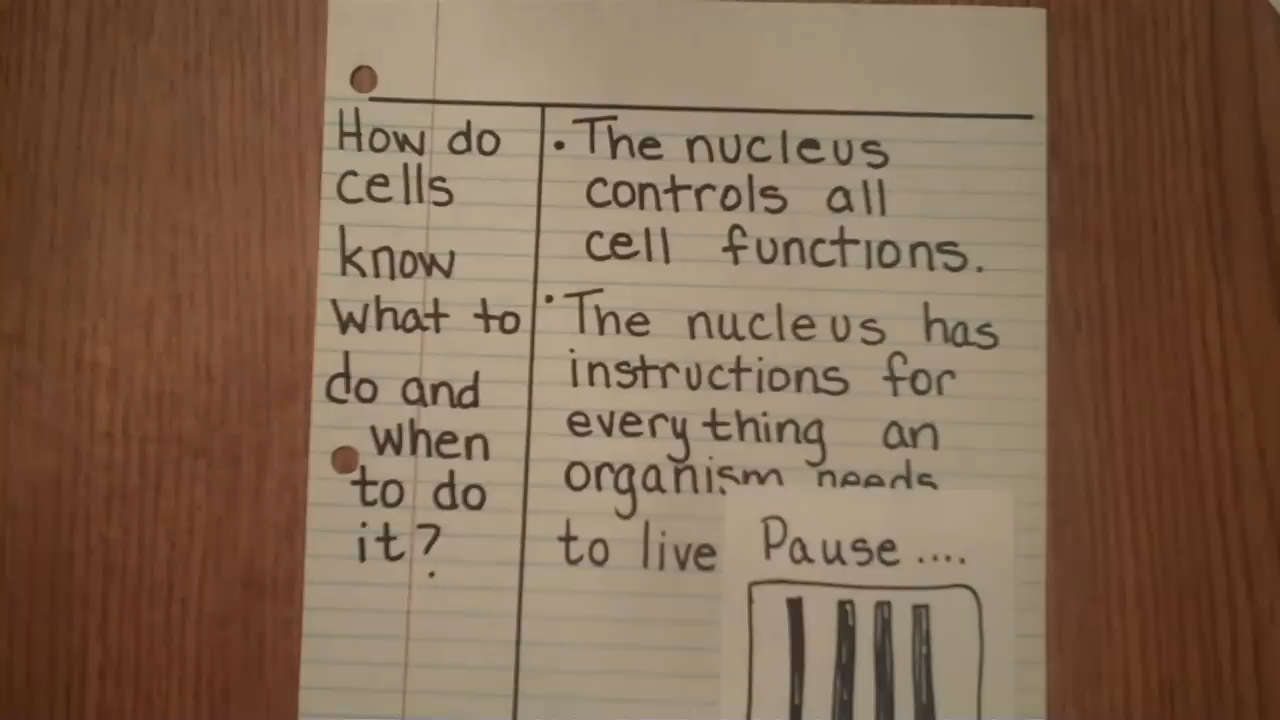 How do
cells
know
what to
do and
when
to do
it?
• The nucleus
controls all
cell functions.
• The nucleus has
instructions for
everything an
organism needs
to live
Pause....